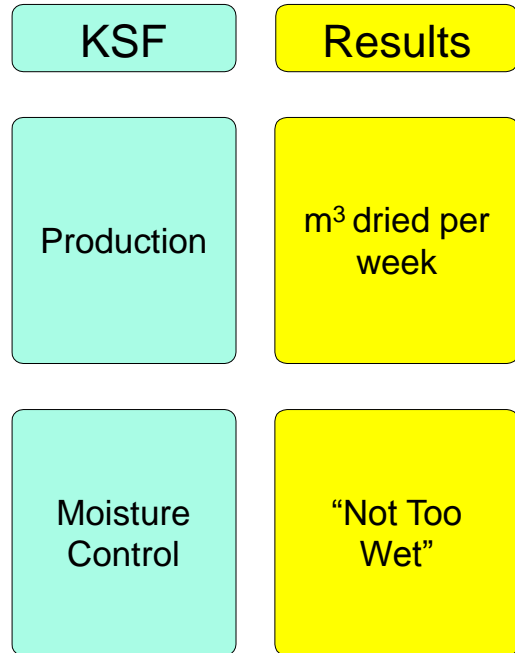 KSF
Results
Production
m³ dried per
week
Moisture
Control
“Not Too
Wet”